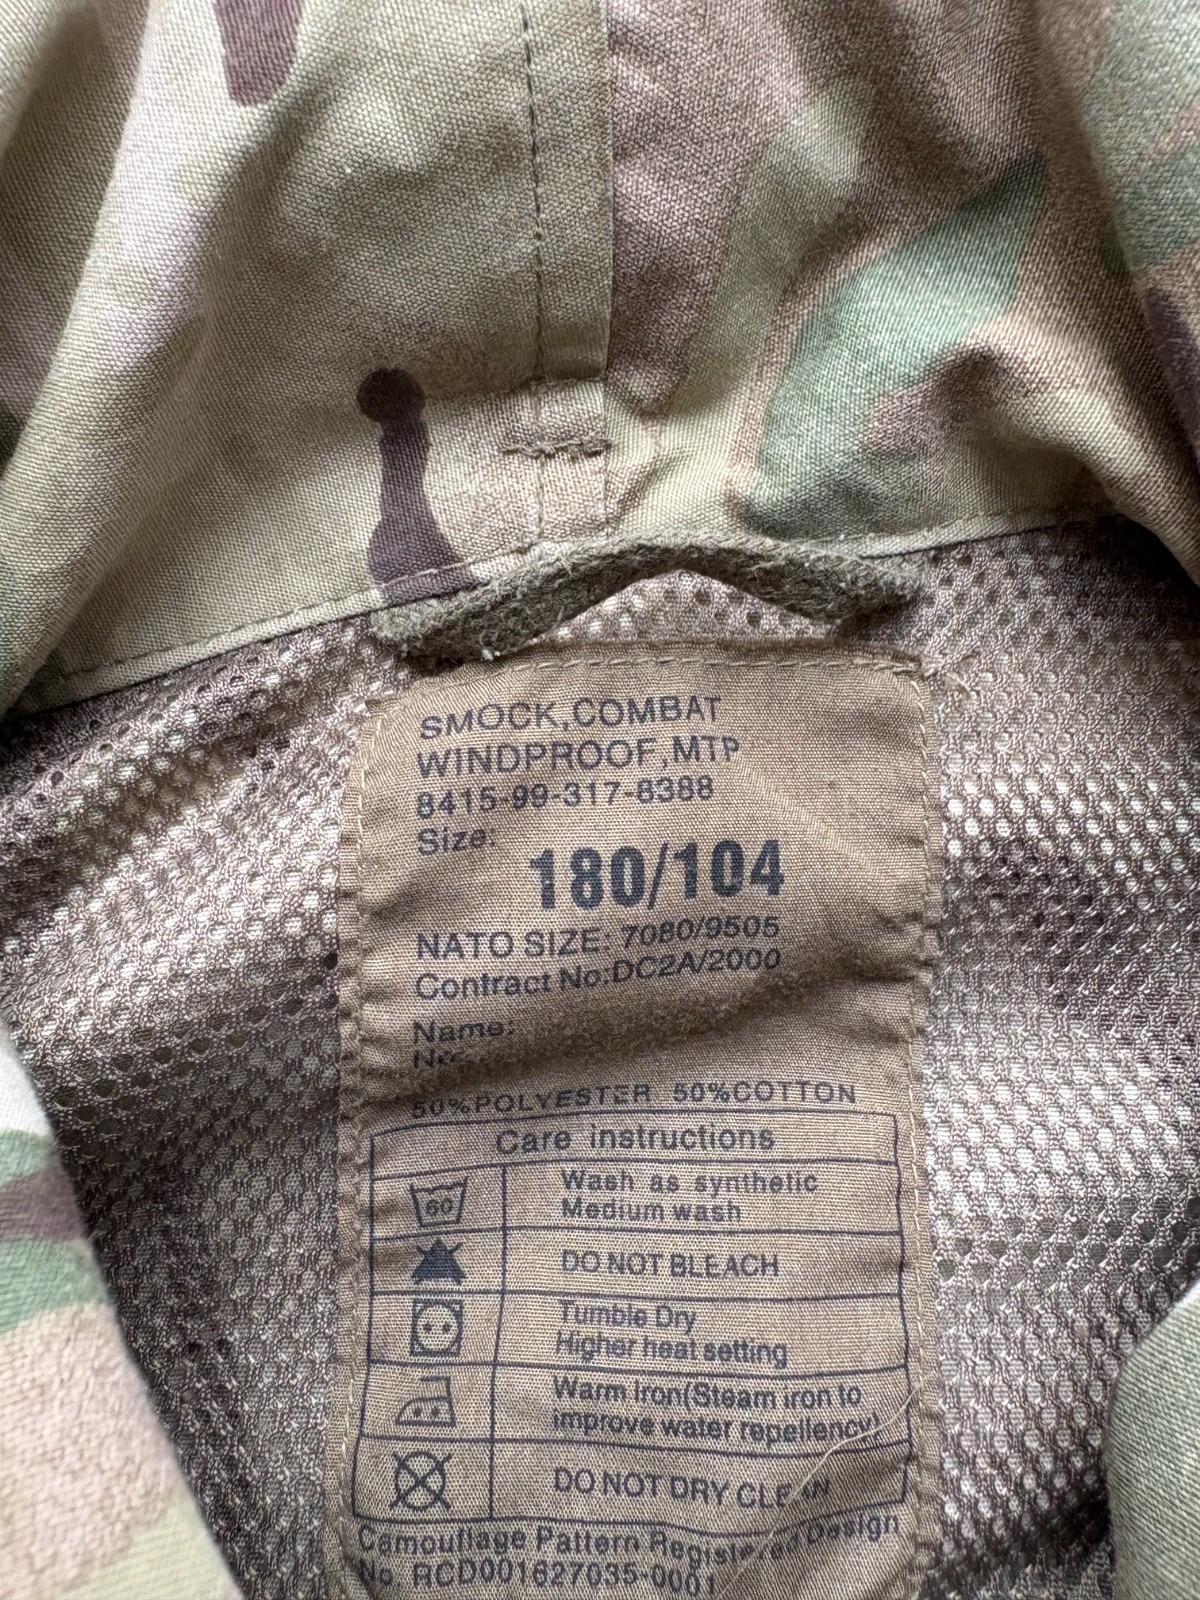 SMOCK,COMBAT
WINDPROOF,MTP
8415-99-317-8388
Size:
180/104
NATO SIZE: 7080/9505
Contract No:DC2A/2000
Name:
No:
50%POLYESTER 50%COTTON
Care instructions
60
Wash as synthetic
Medium wash
DO NOT BLEACH
Tumble Dry
Higher heat setting
Warm iron(Steam iron to
improve water repellency)
DO NOT DRY CLEAN
Camouflage Pattern Registered Design
No RCD001627035-0001